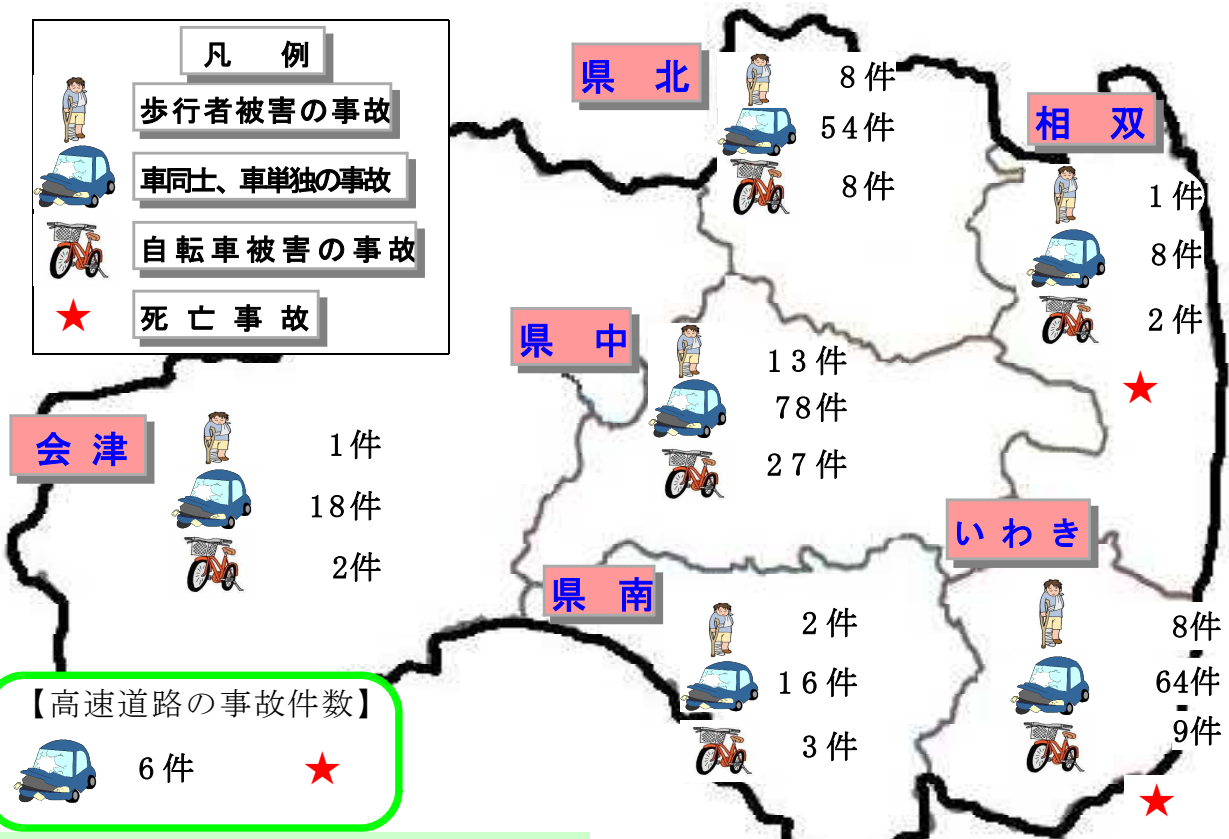 凡 例
歩行者被害の事故
車同士、車単独の事故
自転車被害の事故
死亡事故
県 北
8件
54件
8件
相 双
1件
8件
2件
県 中
13件
78件
27件
会 津
1件
18件
2件
いわき
8件
64件
9件
県 南
2件
16件
3件
【高速道路の事故件数】
6件